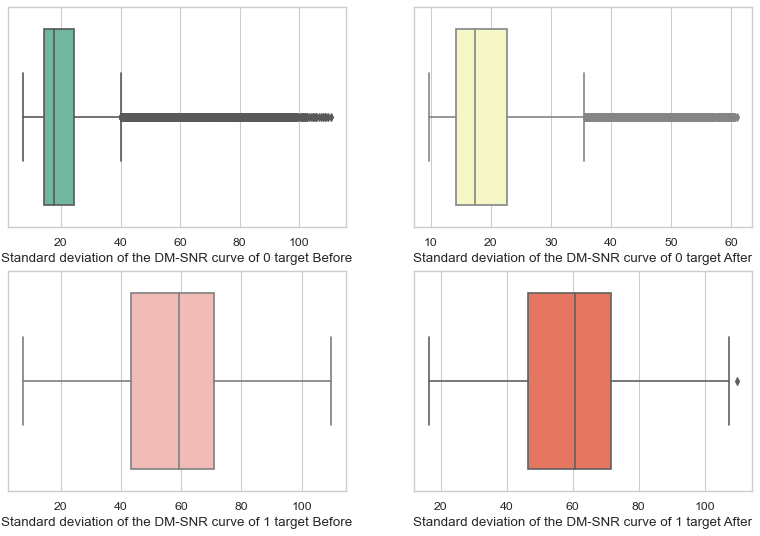 20 40 60 80 100
Standard deviation of the DM-SNR curve of 0 target Before
10 20 30 40 50 60
Standard deviation of the DM-SNR curve of 0 target After
20 40 60 80 100
Standard deviation of the DM-SNR curve of 1 target Before
20 40 60 80 100
Standard deviation of the DM-SNR curve of 1 target After